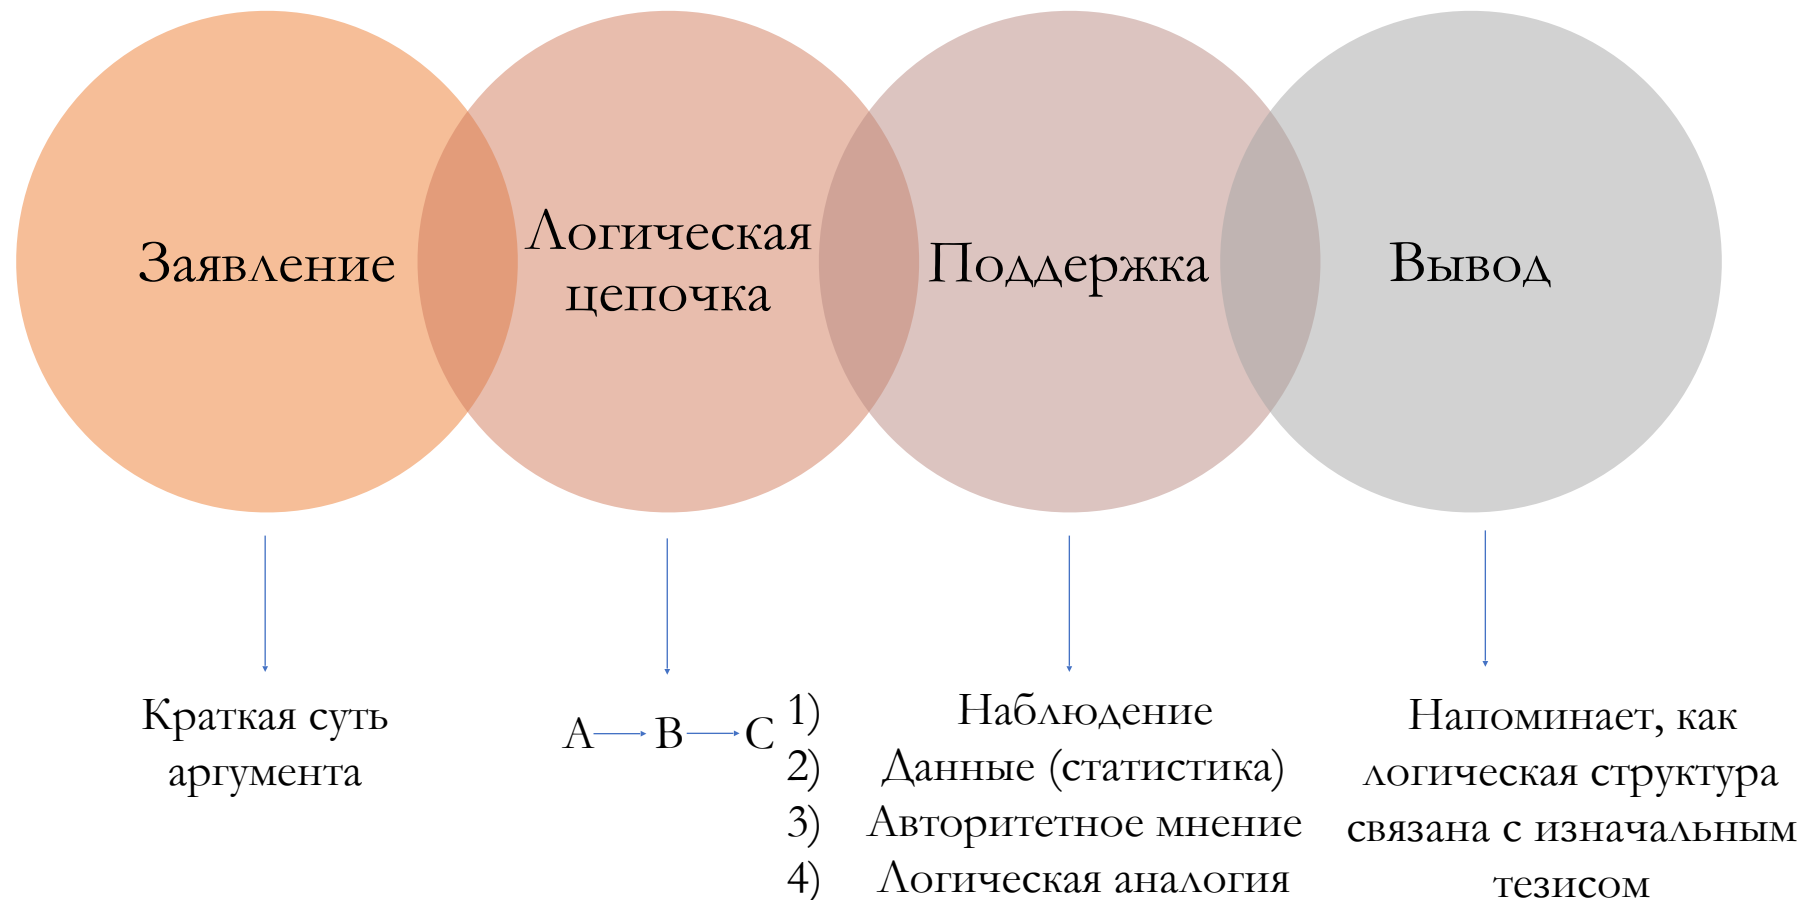 Заявление
Логическая
цепочка
Поддержка
Вывод
Краткая суть
аргумента
A B C
1) Наблюдение
2) Данные (статистика)
3) Авторитетное мнение
4) Логическая аналогия
Напоминает, как
логическая структура
связана с изначальным
тезисом